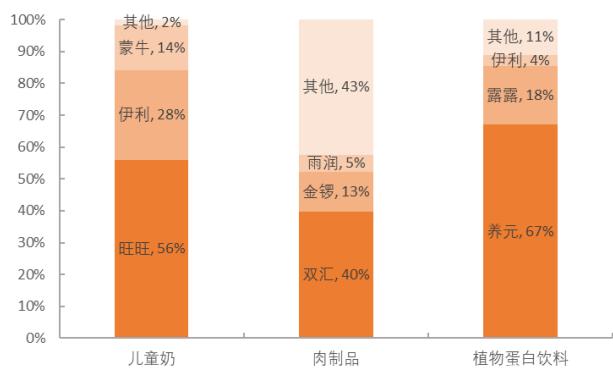 100%
90%
80%
70%
60%
50%
40%
30%
20%
10%
0%
其他, 2%
蒙牛, 14%
伊利, 28%
旺旺, 56%
其他, 43%
雨润, 5%
金锣, 13%
双汇, 40%
其他, 11%
伊利, 4%
露露, 18%
养元, 67%
儿童奶
肉制品
植物蛋白饮料